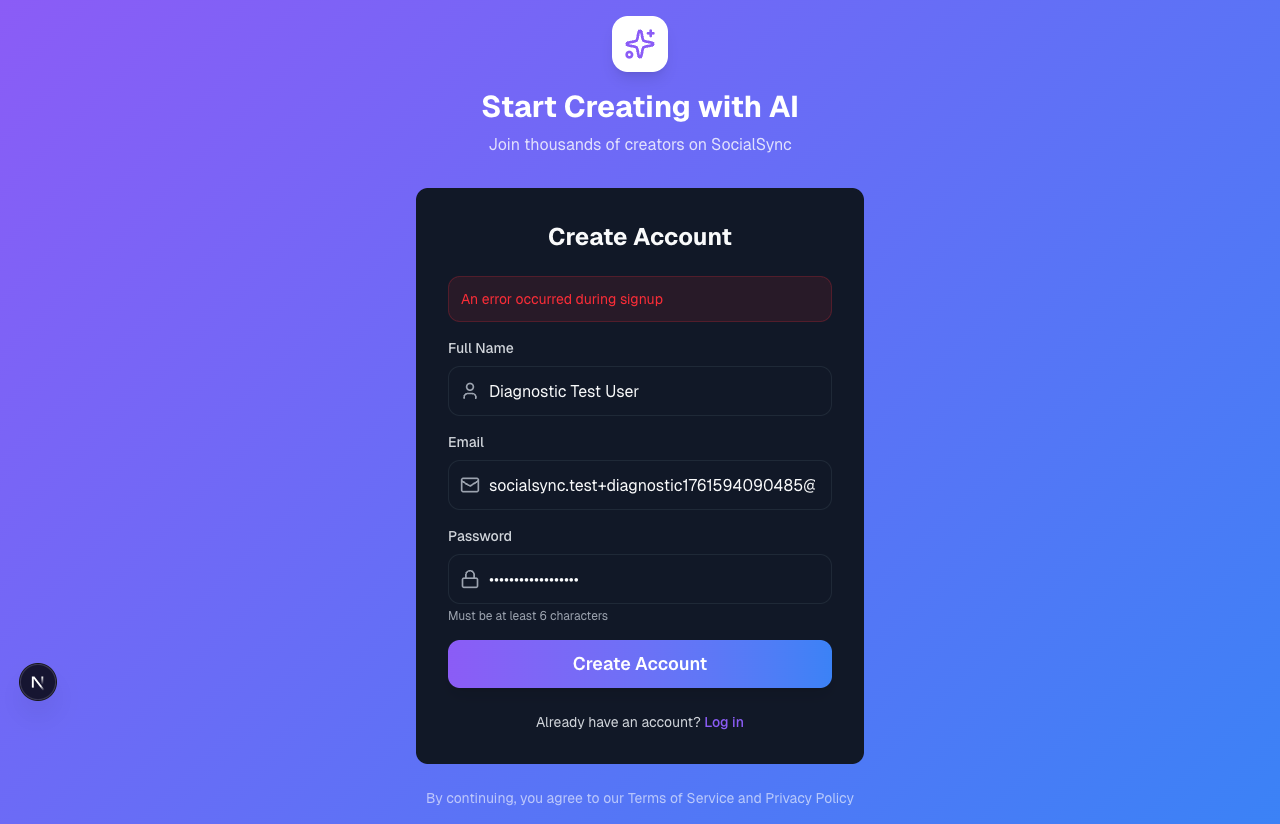 Start Creating with AI
Join thousands of creators on SocialSync
Create Account
An error occurred during signup
Full Name
Diagnostic Test User
Email
socialsync.test+diagnostic1761594090485@
Password
••••••••••••••••••
Must be at least 6 characters
Create Account
N
Already have an account? Log in
By continuing, you agree to our Terms of Service and Privacy Policy